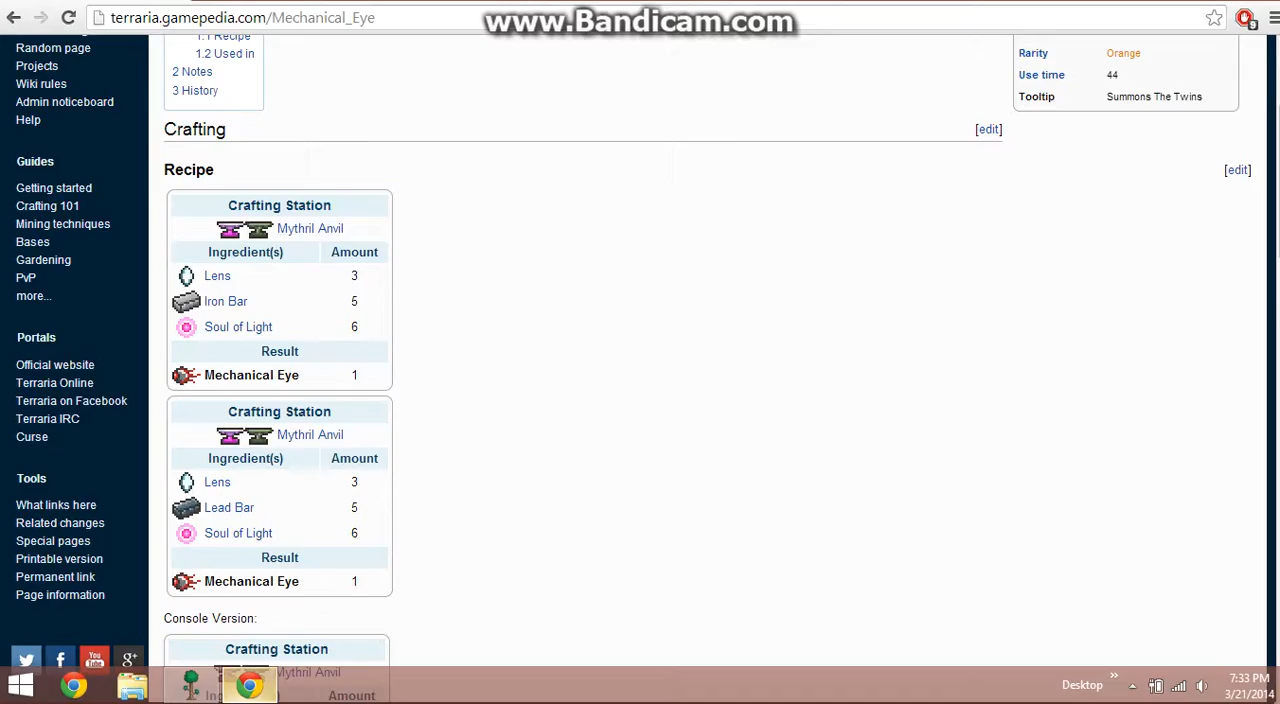 terraria.gamepedia.com/Mechanical_Eye
www.Bandicam.com
9
Random page
Projects
Wiki rules
Admin noticeboard
Help
Guides
Getting started
Crafting 101
Mining techniques
Bases
Gardening
PvP
more...
Portals
Official website
Terraria Online
Terraria on Facebook
Terraria IRC
Curse
Tools
What links here
Related changes
Special pages
Printable version
Permanent link
Page information
1.1 Recipe
1.2 Used in
2 Notes
3 History
Rarity Orange
Use time 44
Tooltip Summons The Twins
Crafting [edit]
Recipe [edit]
Crafting Station
Mythril Anvil
Ingredient(s) Amount
Lens 3
Iron Bar 5
Soul of Light 6
Result
Mechanical Eye 1
Crafting Station
Mythril Anvil
Ingredient(s) Amount
Lens 3
Lead Bar 5
Soul of Light 6
Result
Mechanical Eye 1
Console Version:
Crafting Station
Mythril Anvil
Amount
You Tube
g+
Desktop
7:33 PM
3/21/2014